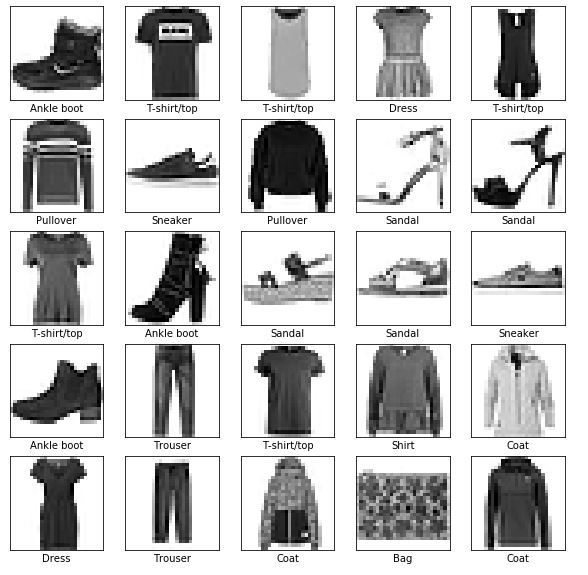 Ankle boot T-shirt/top T-shirt/top Dress T-shirt/top
Pullover Sneaker Pullover Sandal Sandal
T-shirt/top Ankle boot Sandal Sandal Sneaker
Ankle boot Trouser T-shirt/top Shirt Coat
Dress Trouser Coat Bag Coat